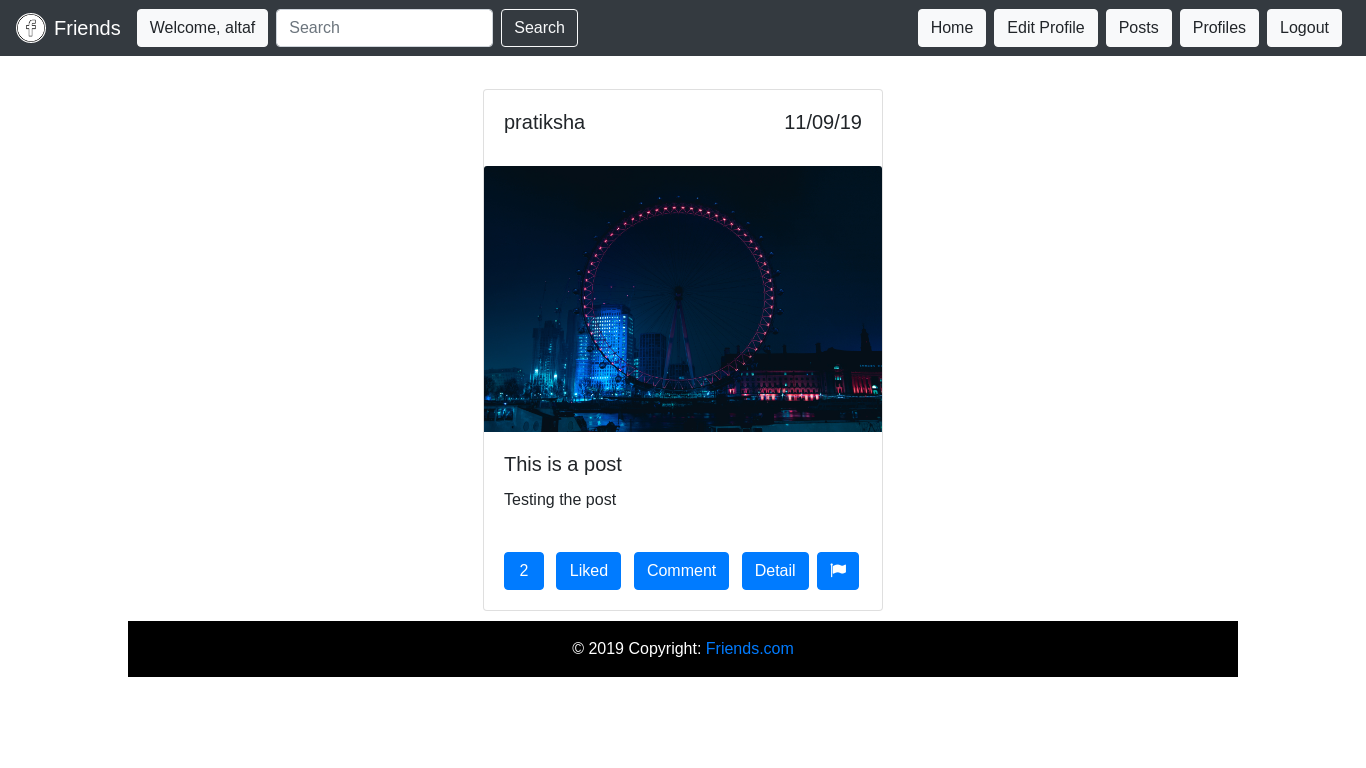 Friends Welcome, altaf Search Search Home Edit Profile Posts Profiles Logout
pratiksha 11/09/19
This is a post
Testing the post
2 Liked Comment Detail
© 2019 Copyright: Friends.com